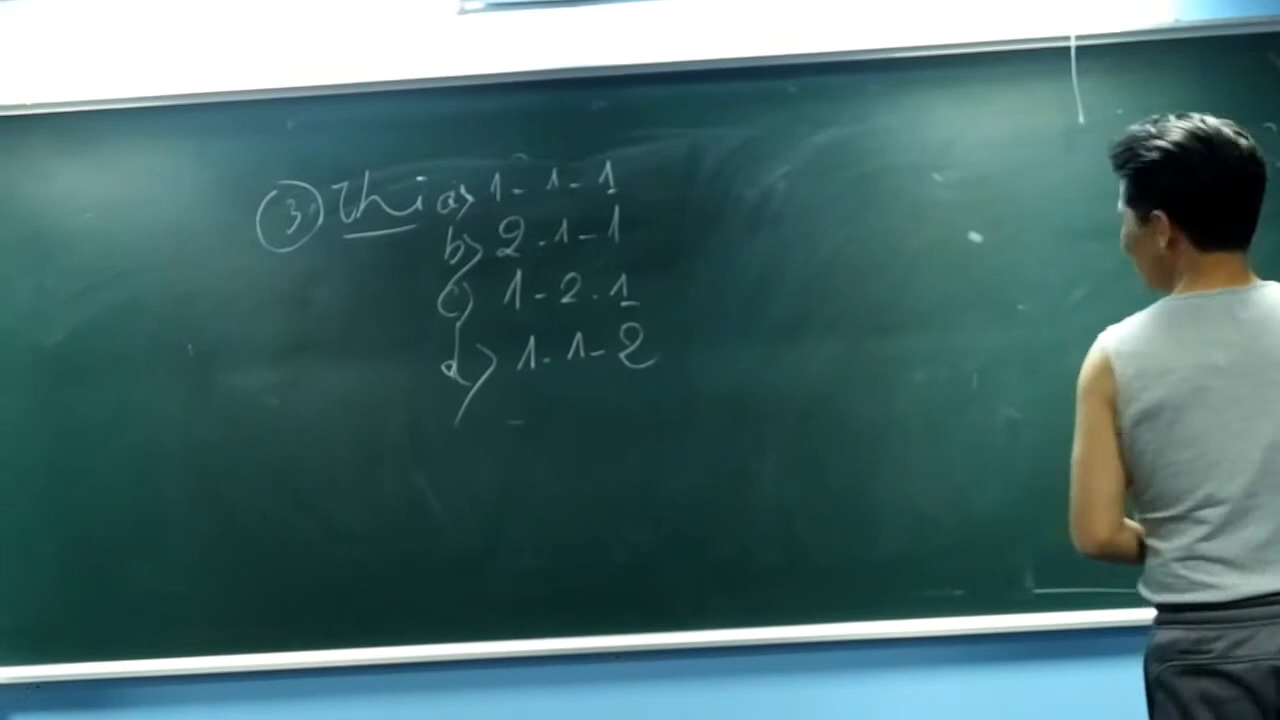 ③ Thi a) 1 - 1 - 1
b) 2 - 1 - 1
c) 1 - 2 - 1
d) 1 - 1 - 2